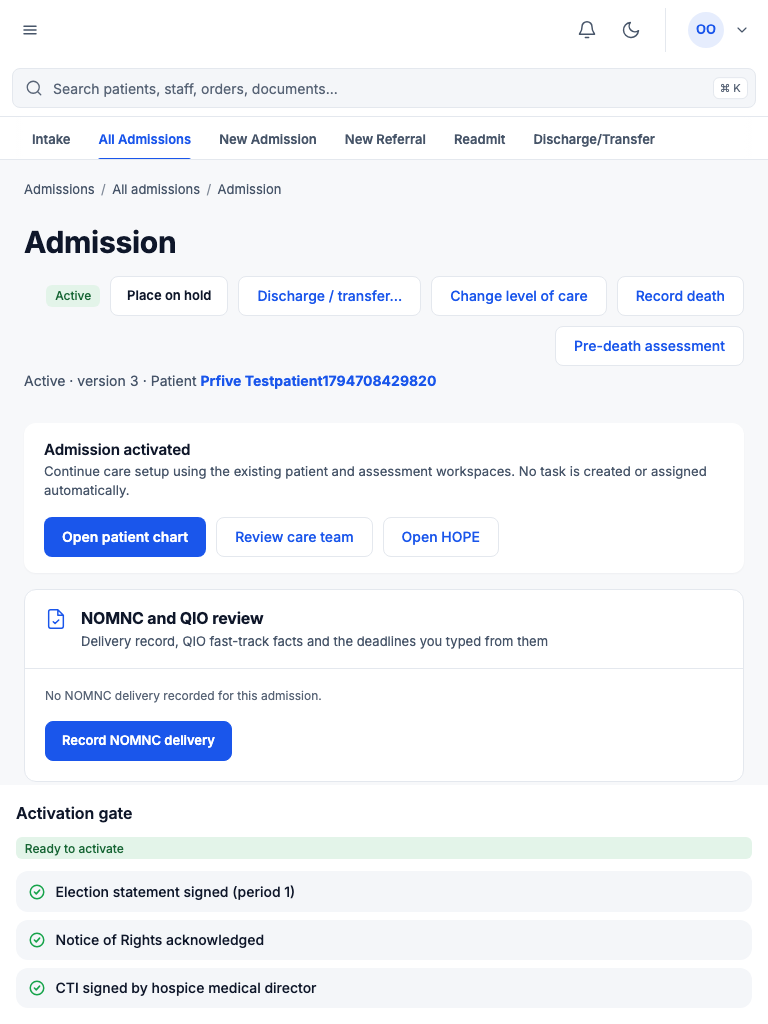 OO
Search patients, staff, orders, documents...
⌘ K
Intake
All Admissions
New Admission
New Referral
Readmit
Discharge/Transfer
Admissions / All admissions / Admission
Admission
Active
Place on hold
Discharge / transfer...
Change level of care
Record death
Pre-death assessment
Active · version 3 · Patient Prfive Testpatient1794708429820
Admission activated
Continue care setup using the existing patient and assessment workspaces. No task is created or assigned
automatically.
Open patient chart
Review care team
Open HOPE
NOMNC and QIO review
Delivery record, QIO fast-track facts and the deadlines you typed from them
No NOMNC delivery recorded for this admission.
Record NOMNC delivery
Activation gate
Ready to activate
Election statement signed (period 1)
Notice of Rights acknowledged
CTI signed by hospice medical director